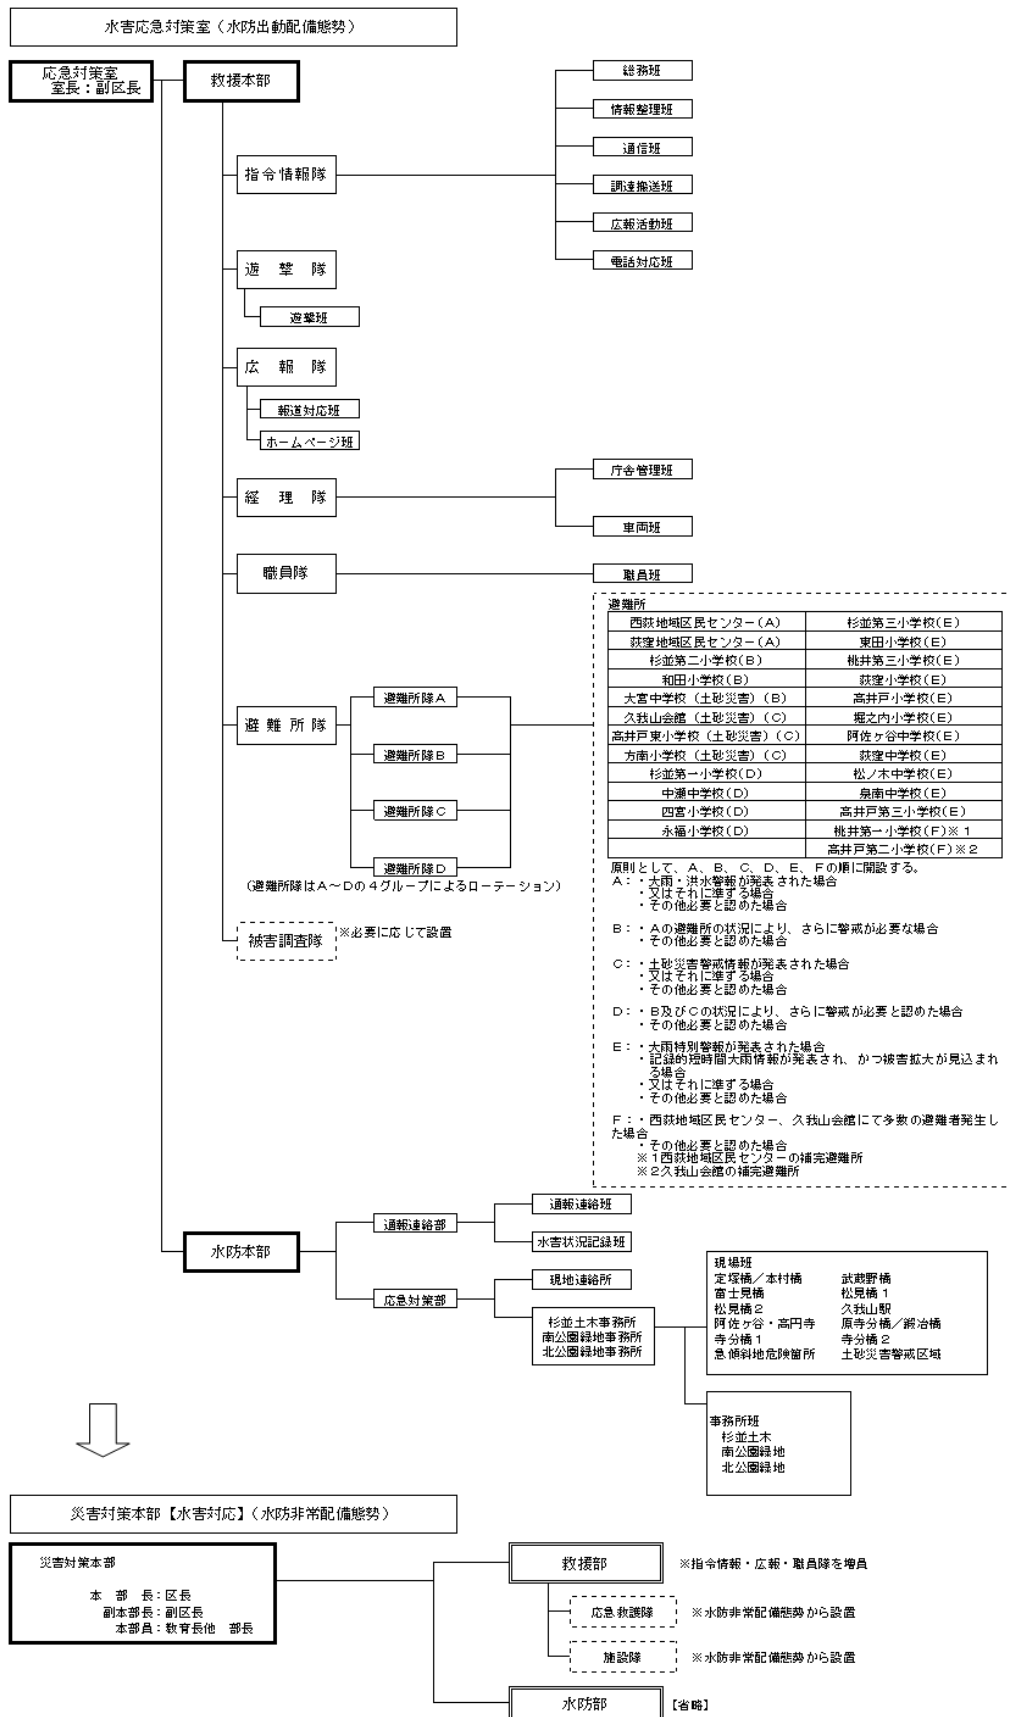 水害応急対策室（水防出動配備態勢）
応急対策室
室長：副区長
救援本部
指令情報隊
総務班
情報整理班
通信班
調達搬送班
広報活動班
電話対応班
遊　撃　隊
遊撃班
広　報　隊
報道対応班
ホームページ班
経　理　隊
庁舎管理班
車両班
職員隊
職員班
避 難 所 隊
避難所隊Ａ
避難所隊Ｂ
避難所隊Ｃ
避難所隊Ｄ
（避難所隊はＡ～Ｄの４グループによるローテーション）
被害調査隊
※必要に応じて設置
避難所
西荻地域区民センター(Ａ)　杉並第三小学校(Ｅ)
荻窪地域区民センター(Ａ)　東田小学校(Ｅ)
杉並第二小学校(Ｂ)　桃井第三小学校(Ｅ)
和田小学校(Ｂ)　荻窪小学校(Ｅ)
大宮中学校（土砂災害）(Ｂ)　高井戸小学校(Ｅ)
久我山会館（土砂災害）(Ｃ)　堀之内小学校(Ｅ)
高井戸東小学校（土砂災害）(Ｃ)　阿佐ヶ谷中学校(Ｅ)
方南小学校（土砂災害）(Ｃ)　荻窪中学校(Ｅ)
杉並第一小学校(Ｄ)　松ノ木中学校(Ｅ)
中瀬中学校(Ｄ)　泉南中学校(Ｅ)
四宮小学校(Ｄ)　高井戸第三小学校(Ｅ)
永福小学校(Ｄ)　桃井第一小学校(Ｆ)※１
高井戸第二小学校(Ｆ)※２
原則として、Ａ、Ｂ、Ｃ、Ｄ、Ｅ、Ｆの順に開設する。
Ａ：・大雨・洪水警報が発表された場合
・又はそれに準ずる場合
・その他必要と認めた場合
Ｂ：・Ａの避難所の状況により、さらに警戒が必要な場合
・その他必要と認めた場合
Ｃ：・土砂災害警戒情報が発表された場合
・又はそれに準ずる場合
・その他必要と認めた場合
Ｄ：・Ｂ及びＣの状況により、さらに警戒が必要と認めた場合
・その他必要と認めた場合
Ｅ：・大雨特別警報が発表された場合
・記録的短時間大雨情報が発表され、かつ被害拡大が見込まれ
る場合
・又はそれに準ずる場合
・その他必要と認めた場合
Ｆ：・西荻地域区民センター、久我山会館にて多数の避難者発生し
た場合
・その他必要と認めた場合
※１西荻地域区民センターの補完避難所
※２久我山会館の補完避難所
水防本部
通報連絡部
通報連絡班
水害状況記録班
応急対策部
現地連絡所
杉並土木事務所
南公園緑地事務所
北公園緑地事務所
現場班
定塚橋／本村橋　武蔵野橋
富士見橋　松見橋１
松見橋２　久我山駅
阿佐ヶ谷・高円寺　原寺分橋／鍛冶橋
寺分橋１　寺分橋２
急傾斜地危険箇所　土砂災害警戒区域
事務所班
杉並土木
南公園緑地
北公園緑地
災害対策本部【水害対応】（水防非常配備態勢）
災害対策本部
本　部　長：区長
副本部長：副区長
本部員：教育長他　部長
救援部
※指令情報・広報・職員隊を増員
応急救護隊
※水防非常配備態勢から設置
施設隊
※水防非常配備態勢から設置
水防部
【省略】